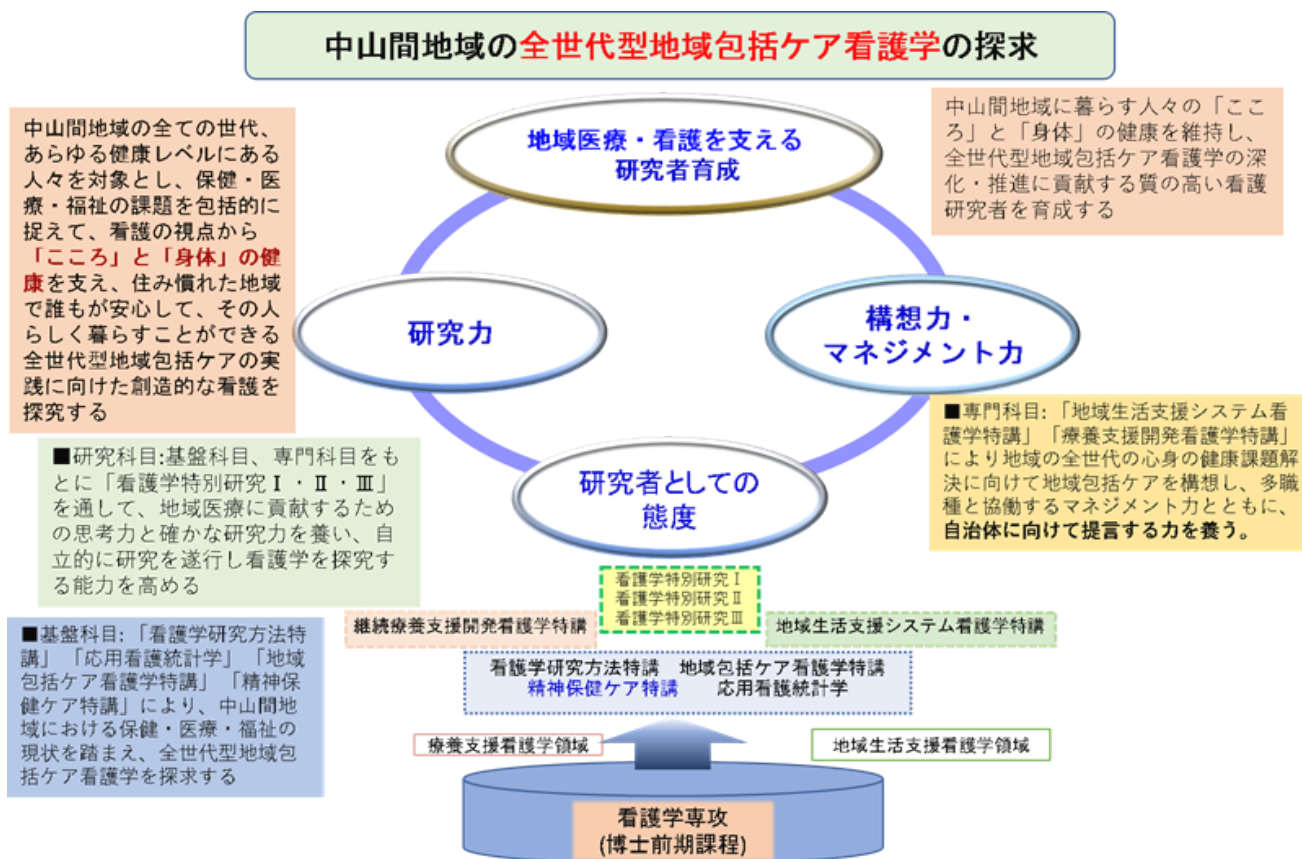 中山間地域の全世代型地域包括ケア看護学の探求
中山間地域の全ての世代、
あらゆる健康レベルにある
人々を対象とし、保健・医
療・福祉の課題を包括的に
捉えて、看護の視点から
「こころ」と「身体」の健
康を支え、住み慣れた地域
で誰もが安心して、その人
らしく暮らすことができる
全世代型地域包括ケアの実
践に向けた創造的な看護を
探究する
地域医療・看護を支える
研究者育成
中山間地域に暮らす人々の「ここ
ろ」と「身体」の健康を維持し、
全世代型地域包括ケア看護学の深
化・推進に貢献する質の高い看護
研究者を育成する
研究力
構想力・
マネジメント力
研究者としての
態度
■研究科目:基盤科目、専門科目をも
とに「看護学特別研究Ⅰ・Ⅱ・Ⅲ」
を通して、地域医療に貢献するた
めの思考力と確かな研究力を養い、自
立的に研究を遂行し看護学を探究す
る能力を高める
■専門科目:「地域生活支援システム看
護学特講」「療養支援開発看護学特講」
により地域の全世代の心身の健康課題解
決に向けて地域包括ケアを構想し、多職
種と協働するマネジメント力とともに、
自治体に向けて提言する力を養う。
■基盤科目:「看護学研究方法特
講」「応用看護統計学」「地域
包括ケア看護学特講」「精神保
健ケア特講」により、中山間地
域における保健・医療・福祉の
現状を踏まえ、全世代型地域包
括ケア看護学を探求する
看護学特別研究Ⅰ
看護学特別研究Ⅱ
看護学特別研究Ⅲ
継続療養支援開発看護学特講
地域生活支援システム看護学特講
看護学研究方法特講 地域包括ケア看護学特講
精神保健ケア特講 応用看護統計学
療養支援看護学領域
地域生活支援看護学領域
看護学専攻
(博士前期課程)